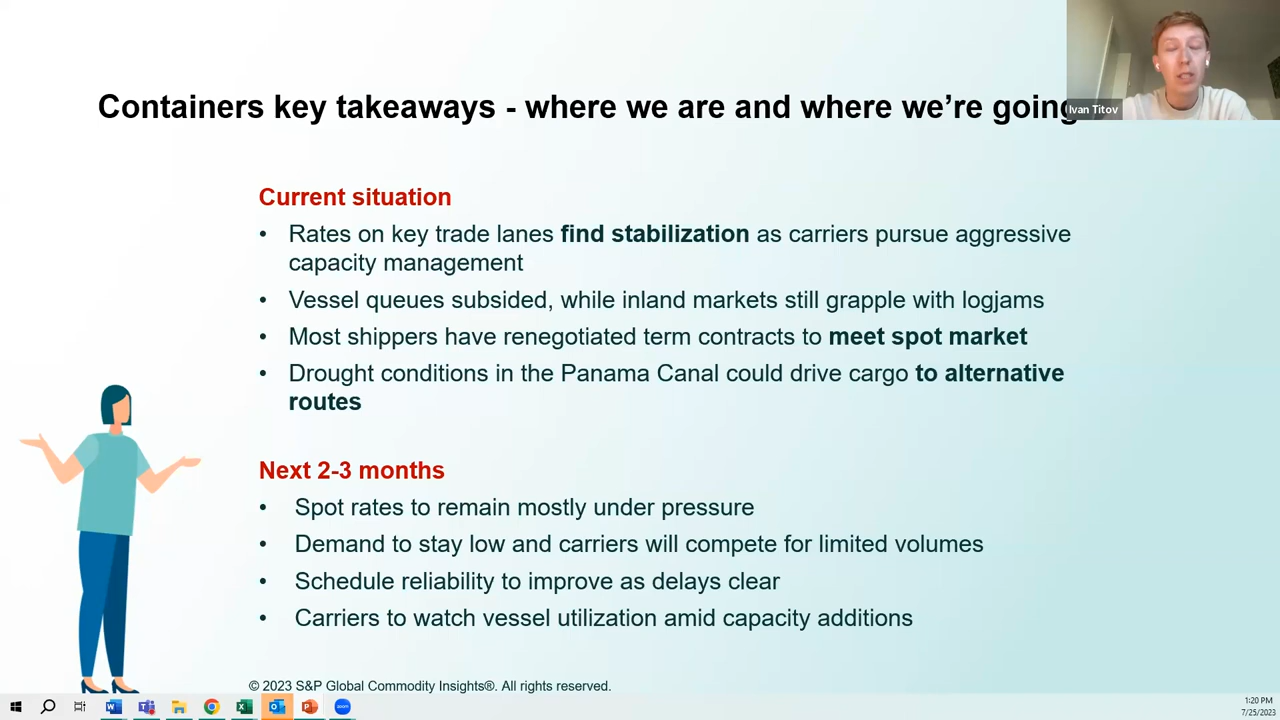 Containers key takeaways - where we are and where we're going
Ivan Titov
Current situation
• Rates on key trade lanes find stabilization as carriers pursue aggressive
capacity management
• Vessel queues subsided, while inland markets still grapple with logjams
• Most shippers have renegotiated term contracts to meet spot market
• Drought conditions in the Panama Canal could drive cargo to alternative
routes
Next 2-3 months
• Spot rates to remain mostly under pressure
• Demand to stay low and carriers will compete for limited volumes
• Schedule reliability to improve as delays clear
• Carriers to watch vessel utilization amid capacity additions
© 2023 S&P Global Commodity Insights®. All rights reserved.
zoom
1:20 PM
7/25/2023